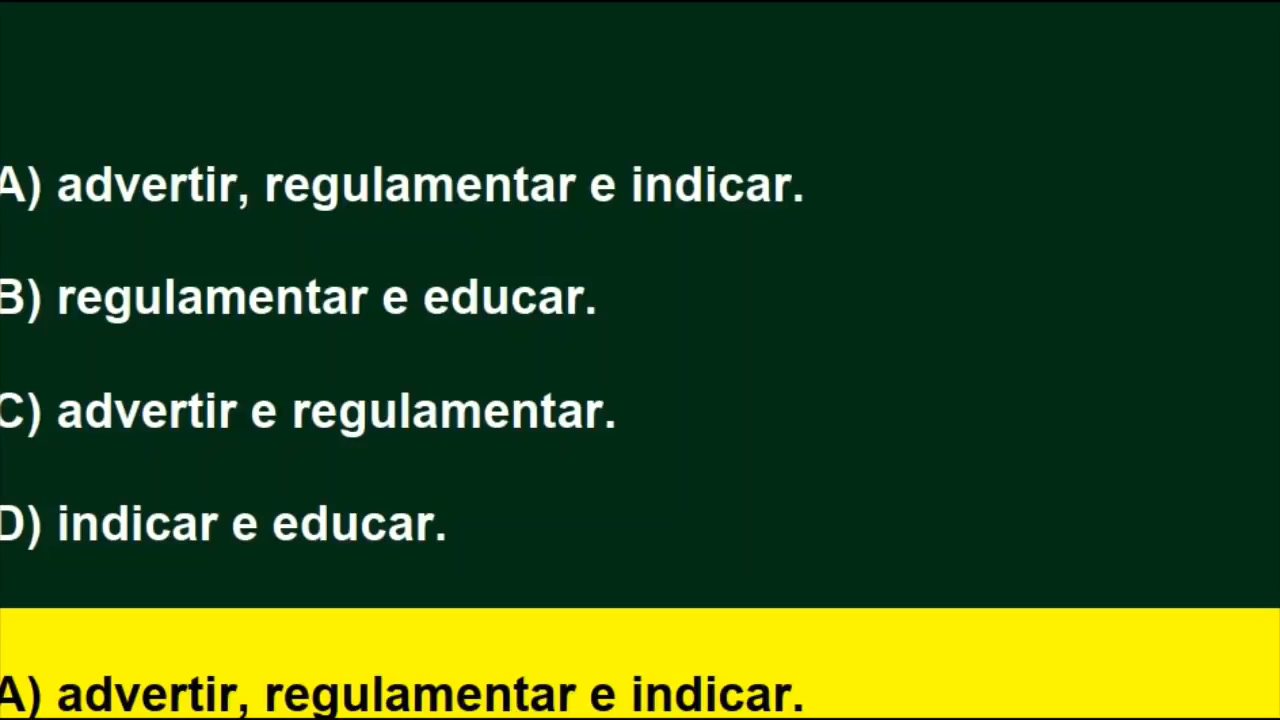 A) advertir, regulamentar e indicar.
B) regulamentar e educar.
C) advertir e regulamentar.
D) indicar e educar.
A) advertir, regulamentar e indicar.